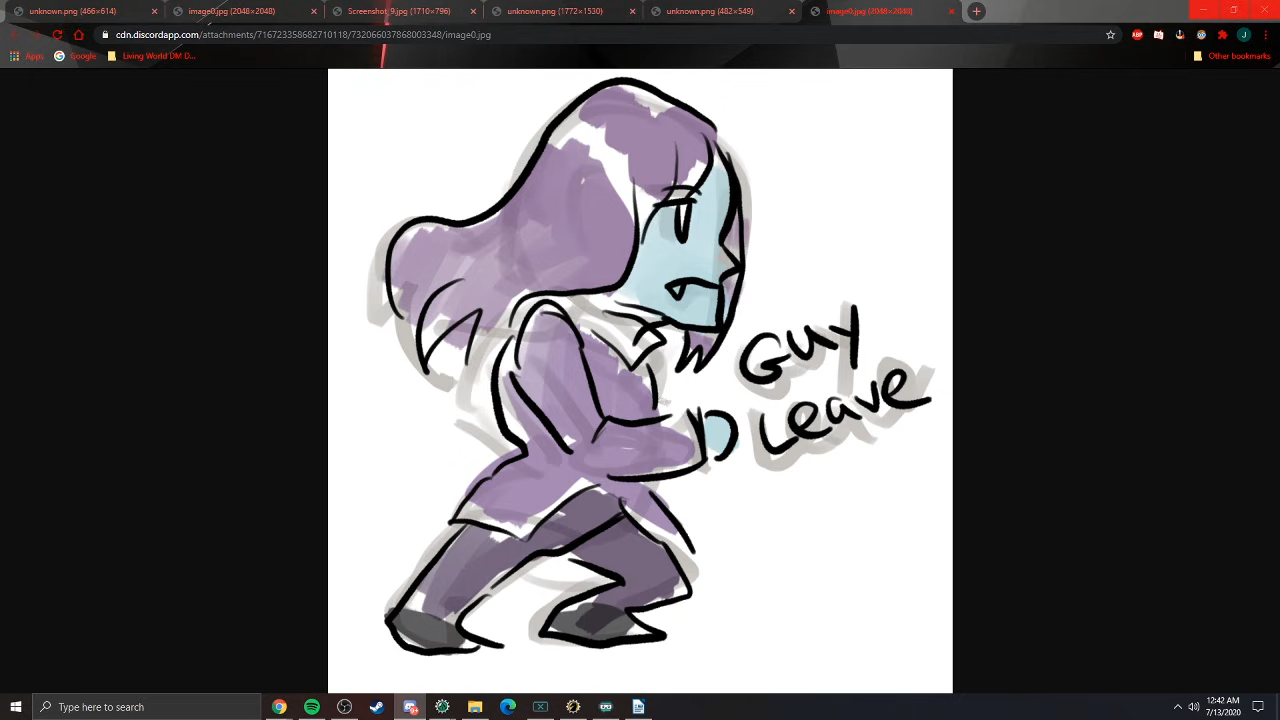 unknown.png (466×614)
image0.jpg (2048×2048)
Screenshot_9.jpg (1710×796)
unknown.png (1772×1530)
unknown.png (482×549)
image0.jpg (2048×2048)
cdn.discordapp.com/attachments/716723358682710118/732066037868003348/image0.jpg
ABP
J
Apps
Google
Living World DM D...
Other bookmarks
GUY
Leave
Type here to search
12:42 AM
7/13/2020